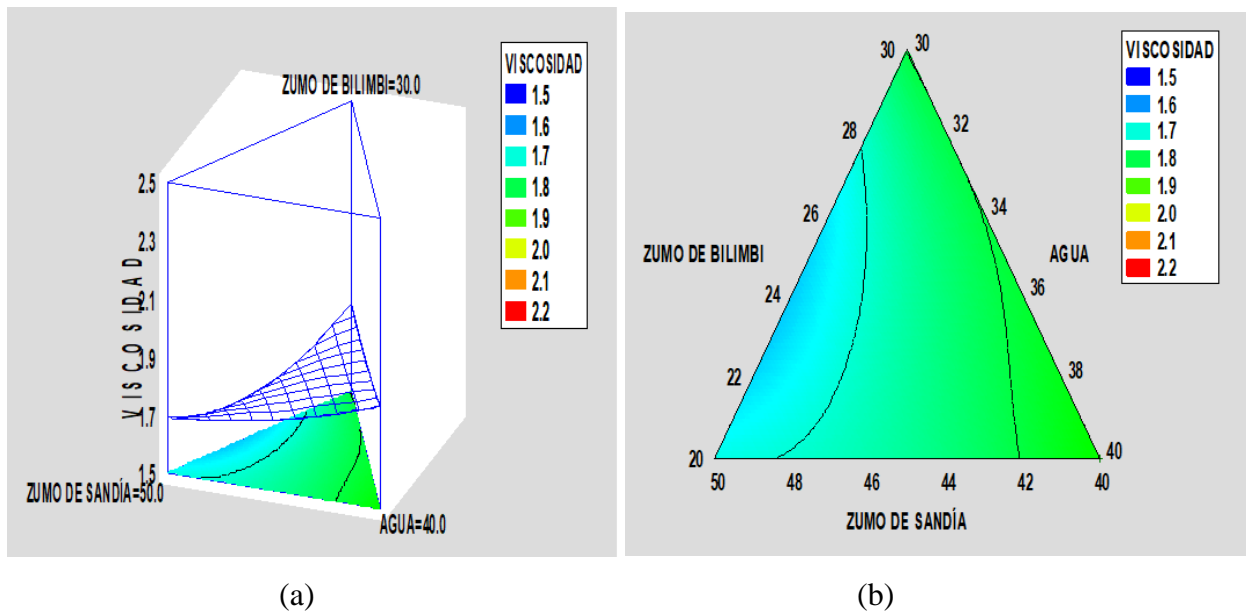 ZUMO DE BILIMBI=30.0
VISCOSIDAD
1.5
1.6
1.7
1.8
1.9
2.0
2.1
2.2
2.5
2.3
2.1
1.9
1.7
1.5
VISCOSIDAD
ZUMO DE SANDÍA=50.0
AGUA=40.0
(a)
30 30
28
26
24
22
20
ZUMO DE BILIMBI
32
34
36
38
40
AGUA
50 48 46 44 42 40
ZUMO DE SANDÍA
VISCOSIDAD
1.5
1.6
1.7
1.8
1.9
2.0
2.1
2.2
(b)